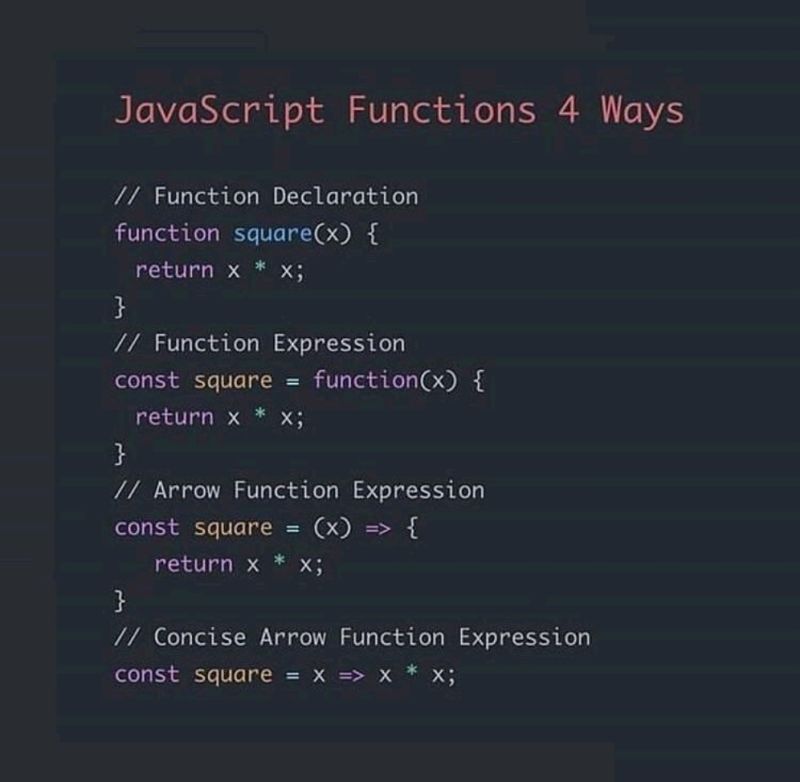 JavaScript Functions 4 Ways
// Function Declaration
function square(x) {
  return x * x;
}
// Function Expression
const square = function(x) {
  return x * x;
}
// Arrow Function Expression
const square = (x) => {
   return x * x;
}
// Concise Arrow Function Expression
const square = x => x * x;